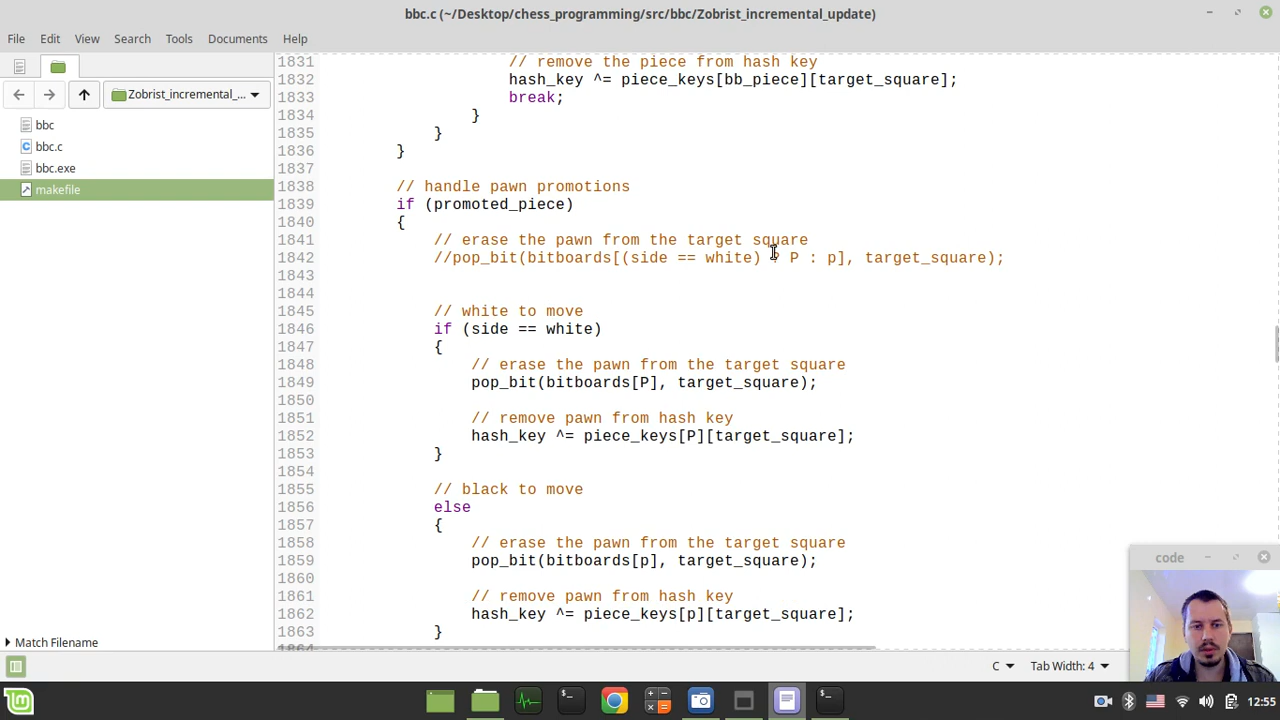 bbc.c (~/Desktop/chess_programming/src/bbc/Zobrist_incremental_update)
File Edit View Search Tools Documents Help
Zobrist_incremental_...
bbc
bbc.c
bbc.exe
makefile
Match Filename
1831 // remove the piece from hash key
1832 hash_key ^= piece_keys[bb_piece][target_square];
1833 break;
1834 }
1835 }
1836 }
1837
1838 // handle pawn promotions
1839 if (promoted_piece)
1840 {
1841 // erase the pawn from the target square
1842 //pop_bit(bitboards[(side == white) ? P : p], target_square);
1843
1844
1845 // white to move
1846 if (side == white)
1847 {
1848 // erase the pawn from the target square
1849 pop_bit(bitboards[P], target_square);
1850
1851 // remove pawn from hash key
1852 hash_key ^= piece_keys[P][target_square];
1853 }
1854
1855 // black to move
1856 else
1857 {
1858 // erase the pawn from the target square
1859 pop_bit(bitboards[p], target_square);
1860
1861 // remove pawn from hash key
1862 hash_key ^= piece_keys[p][target_square];
1863 }
1864
code
C Tab Width: 4
12:55